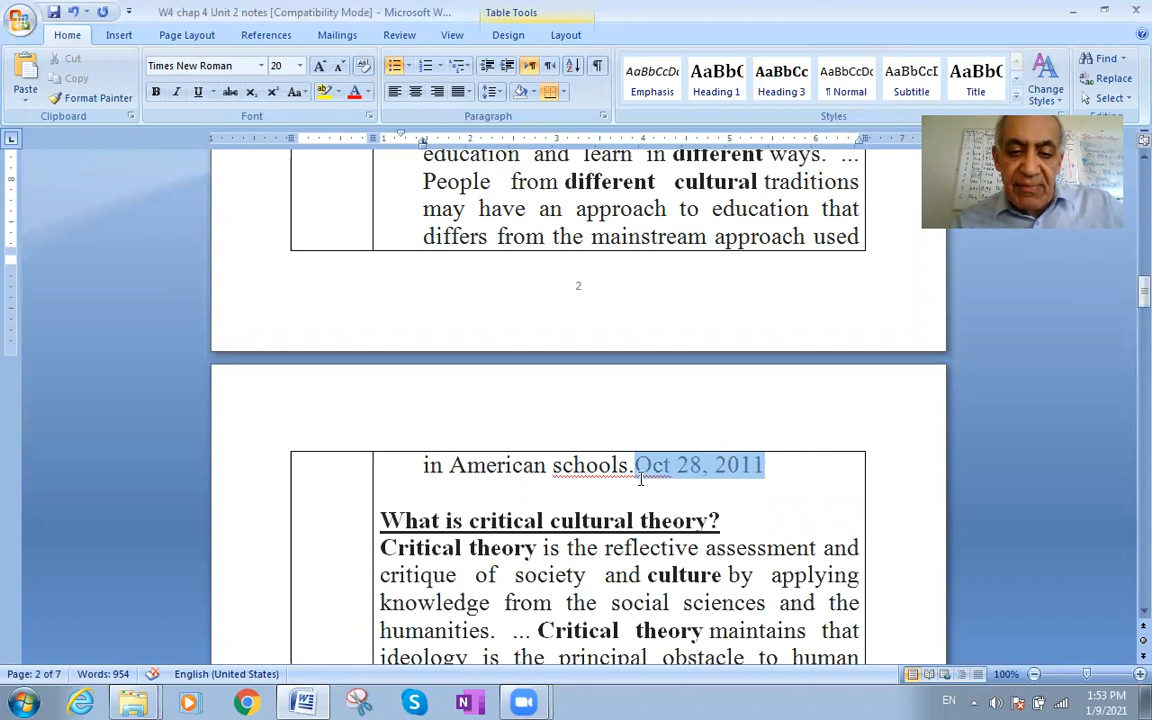 W4 chap 4 Unit 2 notes [Compatibility Mode] - Microsoft W...
Table Tools
Home Insert Page Layout References Mailings Review View Design Layout
Cut
Copy
Format Painter
Paste
Clipboard
Times New Roman 20
Font
Paragraph
AaBbCcDc AaBbC AaBbCc AaBbCcDc AaBbCcD AaBbC
Emphasis Heading 1 Heading 3 ¶ Normal Subtitle Title
Change
Styles
Styles
Find
Replace
Select
Editing
education and learn in different ways. ...
People from different cultural traditions
may have an approach to education that
differs from the mainstream approach used
2
in American schools.Oct 28, 2011
What is critical cultural theory?
Critical theory is the reflective assessment and
critique of society and culture by applying
knowledge from the social sciences and the
humanities. ... Critical theory maintains that
ideology is the principal obstacle to human
Page: 2 of 7 Words: 954 English (United States) 100%
EN
1:53 PM
1/9/2021